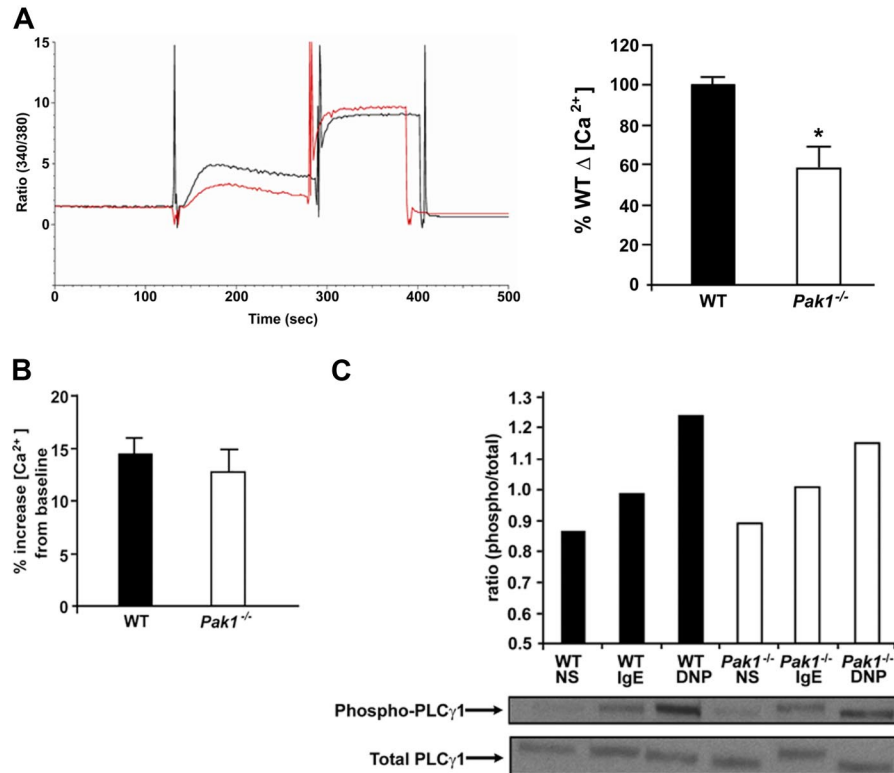 A
Ratio (340/380)
15
10
5
0
0
100
200
300
400
500
Time (sec)
% WT Δ [Ca 2+]
120
100
80
60
40
20
0
*
WT
Pak1-/-
B
% increase [Ca2+]
from baseline
20
15
10
5
0
WT
Pak1-/-
C
ratio (phospho/total)
1.3
1.2
1.1
1.0
0.9
0.8
0.7
0.6
0.5
WT WT WT Pak1-/- Pak1-/- Pak1-/-
NS IgE DNP NS IgE DNP
Phospho-PLCγ1
Total PLCγ1